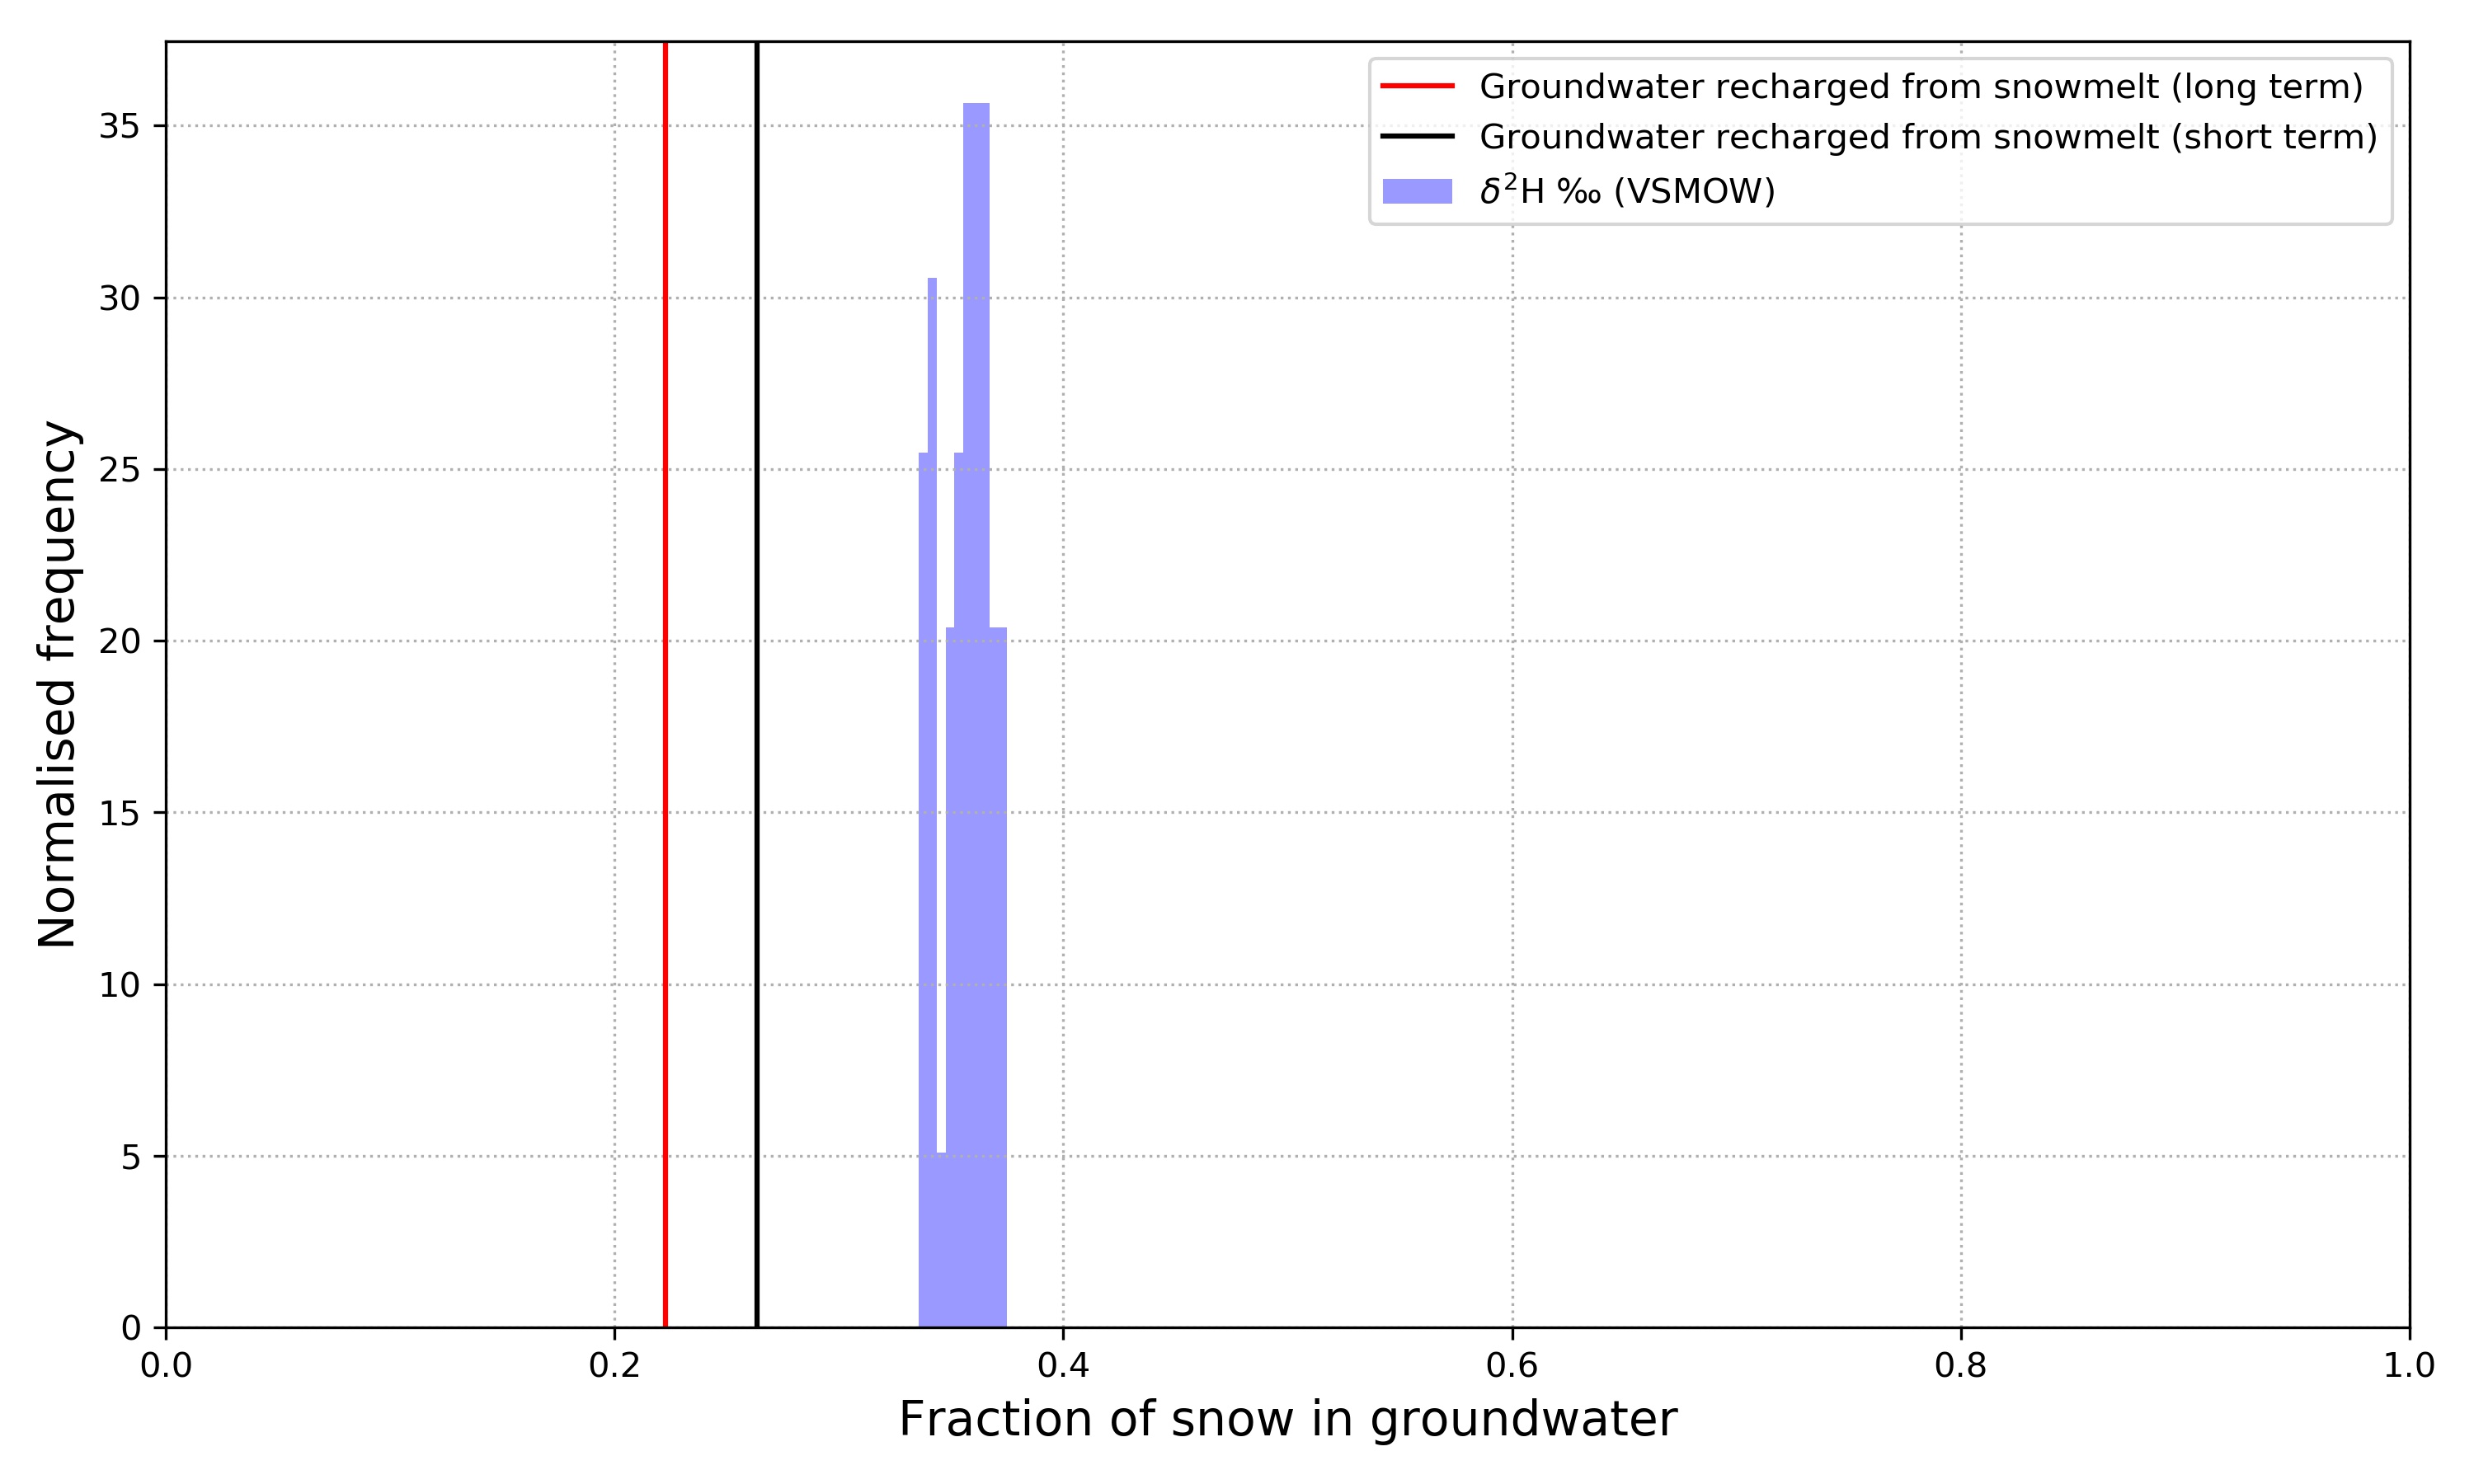 Groundwater recharged from snowmelt (long term)
Groundwater recharged from snowmelt (short term)
δ²H ‰ (VSMOW)
Normalised frequency
35
30
25
20
15
10
5
0
0.0 0.2 0.4 0.6 0.8 1.0
Fraction of snow in groundwater